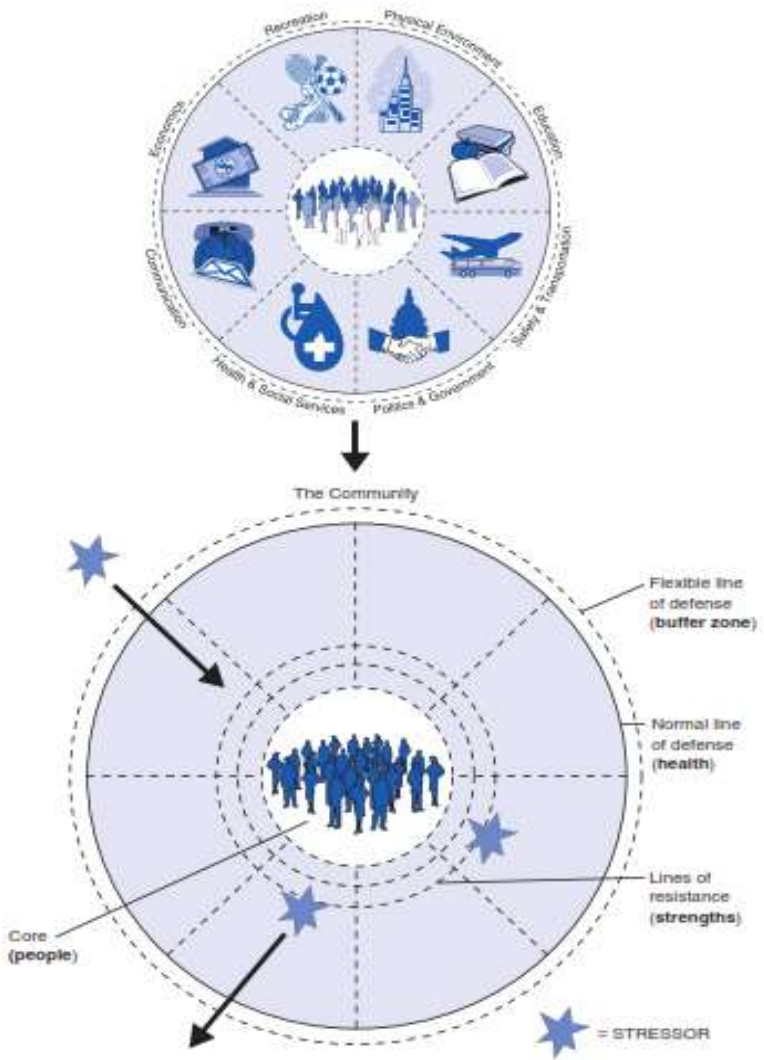 Recreation
Physical Environment
Economics
Education
Communication
Safety & Transportation
Health & Social Services
Politics & Government
The Community
Flexible line
of defense
(buffer zone)
Normal line
of defense
(health)
Lines of
resistance
(strengths)
Core
(people)
= STRESSOR